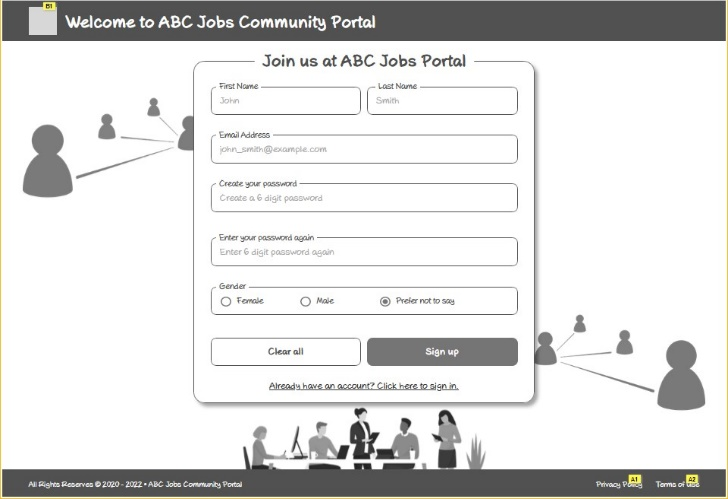 B1
Welcome to ABC Jobs Community Portal
Join us at ABC Jobs Portal
First Name
Last Name
John
Smith
Email Address
john_smith@example.com
Create your password
Create a 6 digit password
Enter your password again
Enter 6 digit password again
Gender
Female
Male
Prefer not to say
Clear all
Sign up
Already have an account? Click here to sign in.
All Rights Reserves © 2020 - 2022 • ABC Jobs Community Portal
Privacy Policy
A1
Terms of use
A2